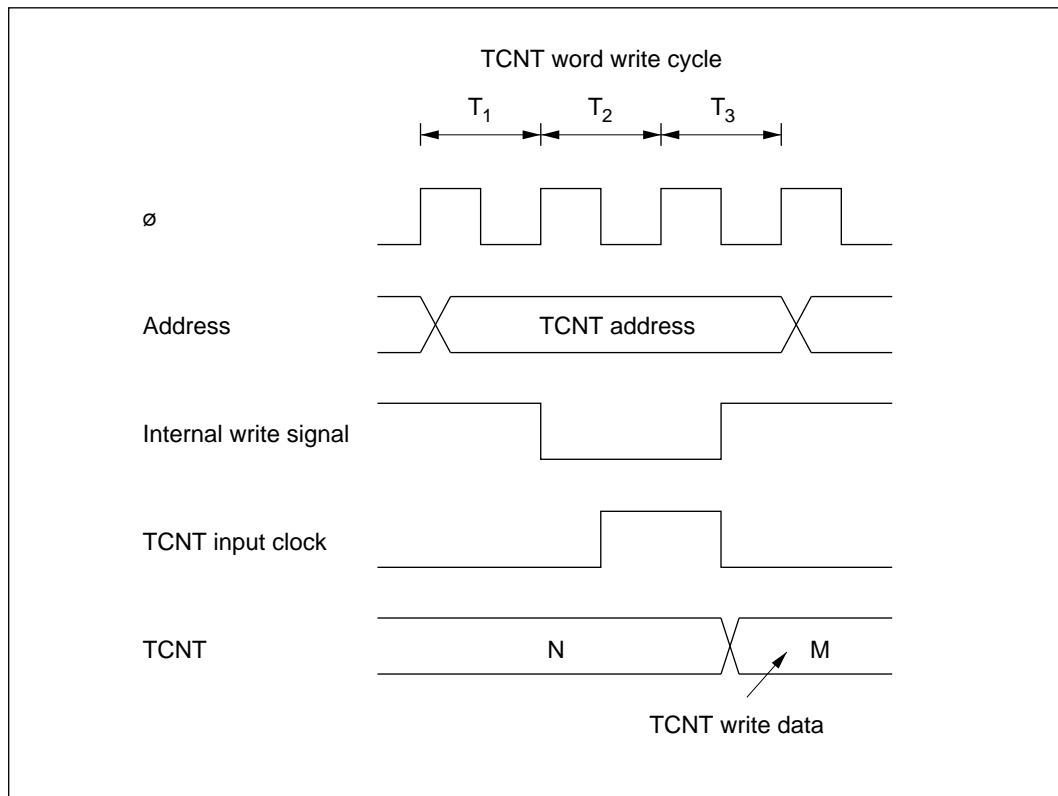 TCNT word write cycle
T1 T2 T3
ø
Address TCNT address
Internal write signal
TCNT input clock
TCNT N M
TCNT write data